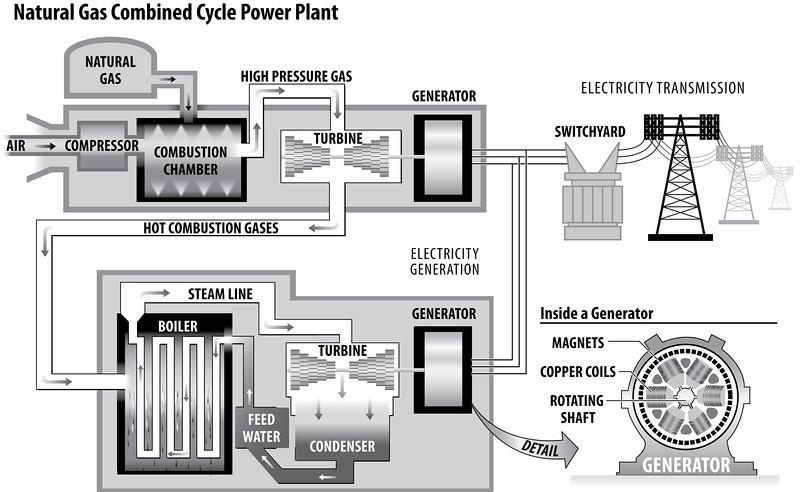 Natural Gas Combined Cycle Power Plant
NATURAL
GAS
HIGH PRESSURE GAS
GENERATOR
ELECTRICITY TRANSMISSION
SWITCHYARD
AIR
COMPRESSOR
COMBUSTION
CHAMBER
TURBINE
HOT COMBUSTION GASES
ELECTRICITY
GENERATION
STEAM LINE
BOILER
GENERATOR
TURBINE
FEED
WATER
CONDENSER
Inside a Generator
MAGNETS
COPPER COILS
ROTATING
SHAFT
DETAIL
GENERATOR